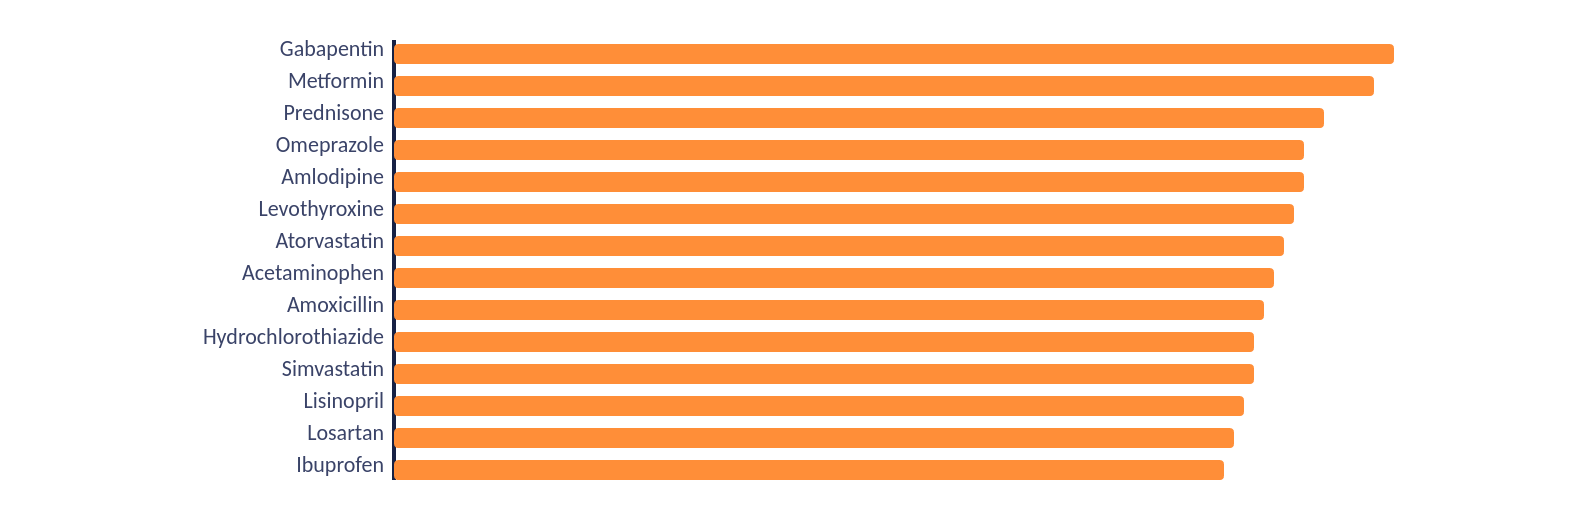 Gabapentin
Metformin
Prednisone
Omeprazole
Amlodipine
Levothyroxine
Atorvastatin
Acetaminophen
Amoxicillin
Hydrochlorothiazide
Simvastatin
Lisinopril
Losartan
Ibuprofen